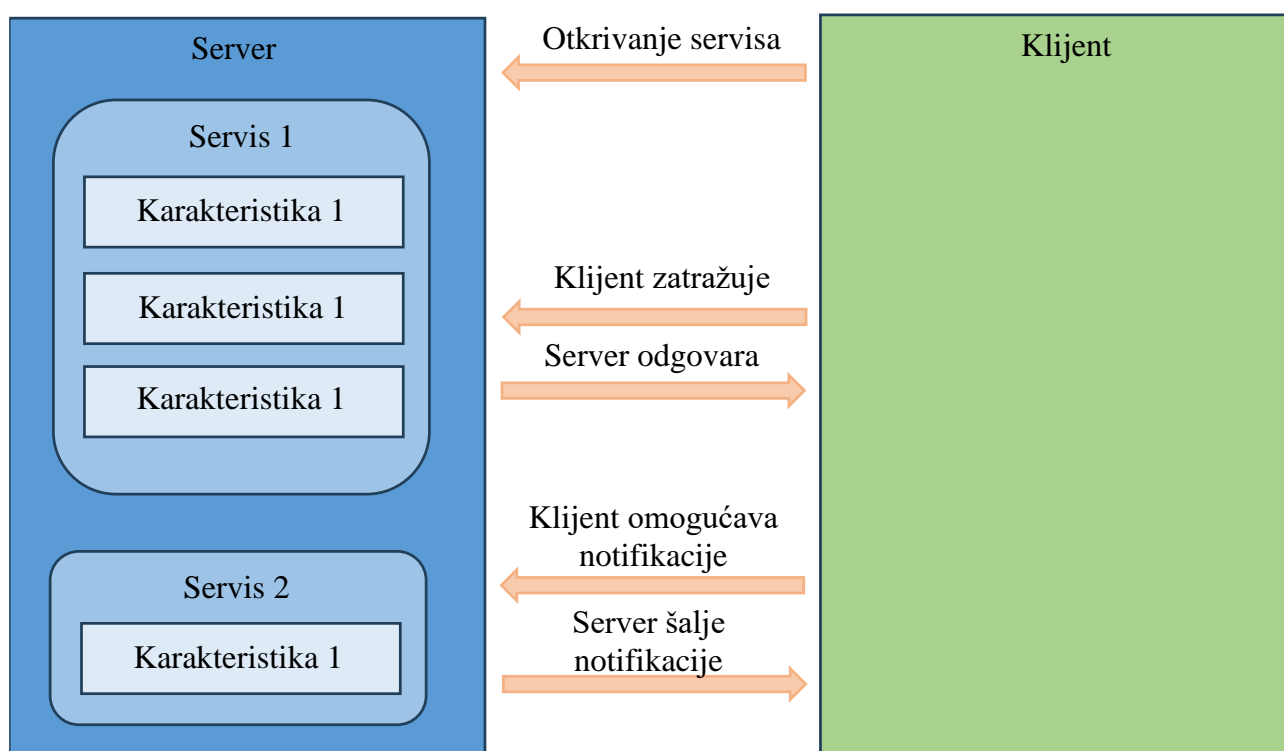 Server
Servis 1
Karakteristika 1
Karakteristika 1
Karakteristika 1
Servis 2
Karakteristika 1
Otkrivanje servisa
Klijent zatražuje
Server odgovara
Klijent omogućava
notifikacije
Server šalje
notifikacije
Klijent